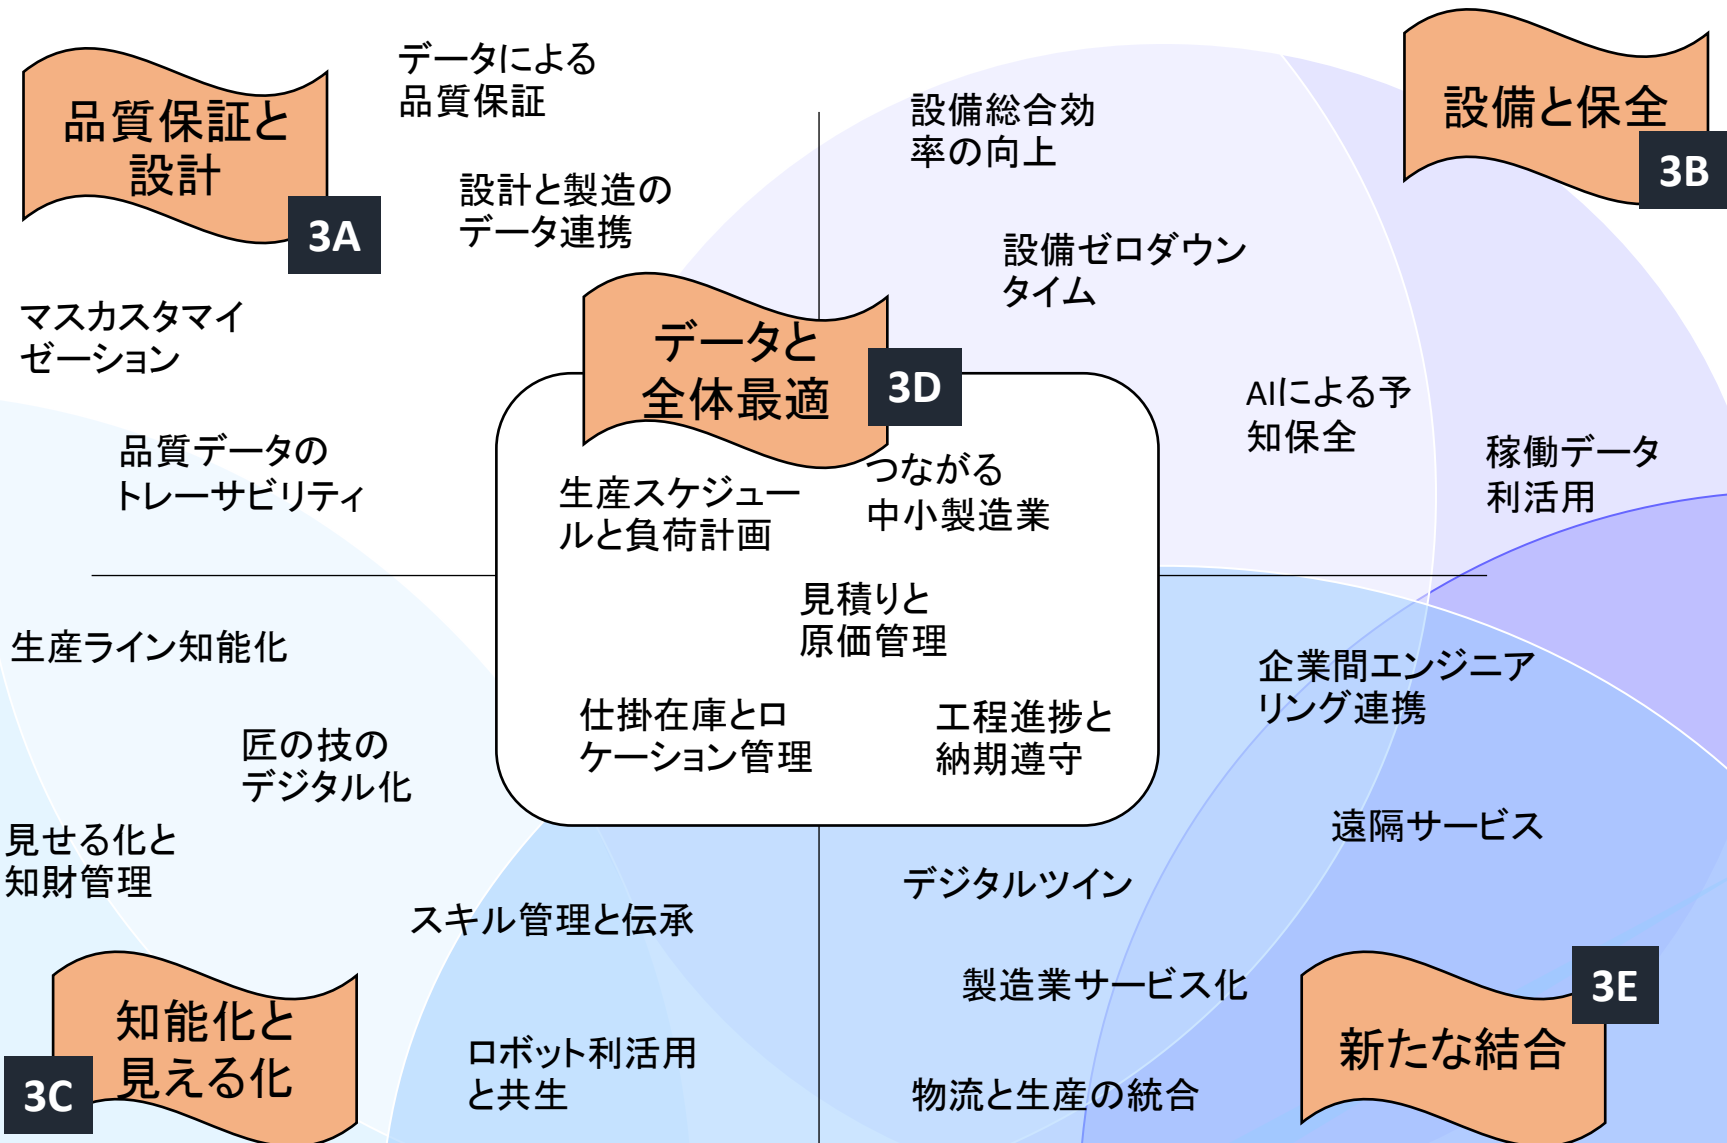 品質保証と
設計
3A
データによる
品質保証
設計と製造の
データ連携
マスカスタマイ
ゼーション
品質データの
トレーサビリティ
設備と保全
3B
設備総合効
率の向上
設備ゼロダウン
タイム
AIによる予
知保全
稼働データ
利活用
データと
全体最適
3D
生産スケジュー
ルと負荷計画
つながる
中小製造業
見積りと
原価管理
仕掛在庫とロ
ケーション管理
工程進捗と
納期遵守
生産ライン知能化
匠の技の
デジタル化
見せる化と
知財管理
スキル管理と伝承
知能化と
見える化
3C
ロボット利活用
と共生
企業間エンジニア
リング連携
遠隔サービス
デジタルツイン
製造業サービス化
新たな結合
3E
物流と生産の統合